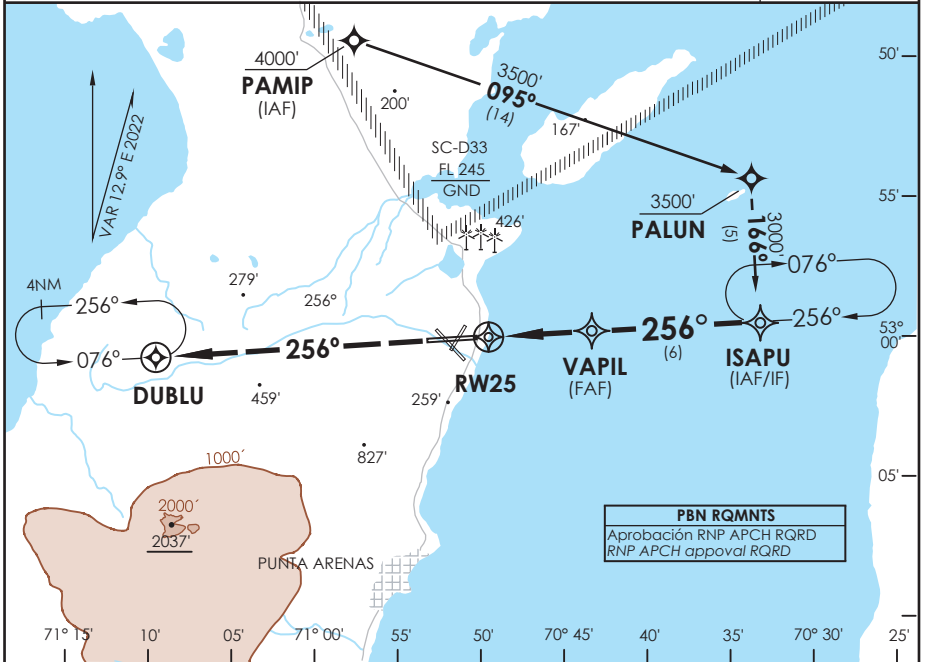 4000'
PAMIP
(IAF)
3500'
095°
(14)
50'
200'
167'
VAR 12.9° E 2022
SC-D33
FL 245
GND
426'
3500'
PALUN
3000'
166°
(5)
55'
4NM
256°
076°
279'
256°
076°
256°
53°
00'
256°
DUBLU
RW25
VAPIL
(FAF)
256°
(6)
ISAPU
(IAF/IF)
459'
259'
827'
1000´
2000´
2037'
PUNTA ARENAS
05'
PBN RQMNTS
Aprobación RNP APCH RQRD
RNP APCH appoval RQRD
71° 15' 10' 05' 71° 00' 55' 50' 70° 45' 40' 35' 70° 30' 25'